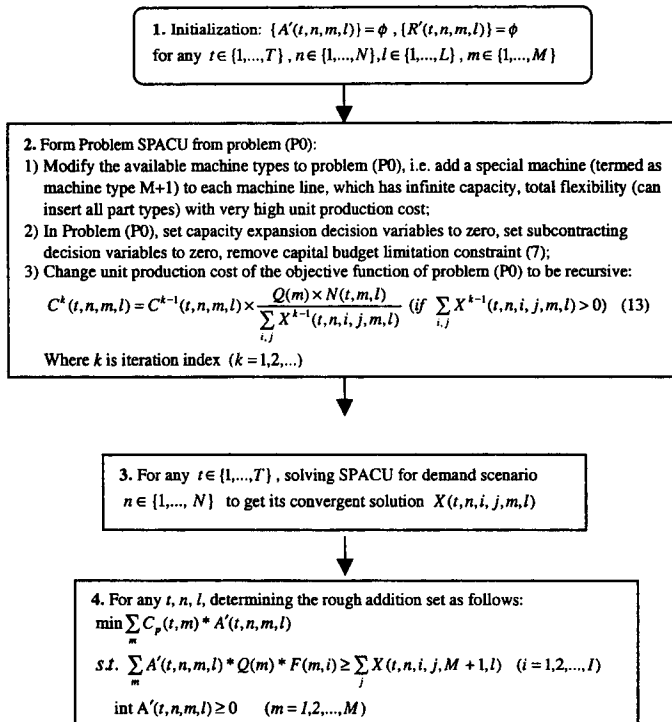 1. Initialization: {A′(t,n,m,l)} = ϕ , {R′(t,n,m,l)} = ϕ
for any t∈{1,...,T} , n∈{1,...,N},l∈{1,...,L} , m∈{1,...,M}
2. Form Problem SPACU from problem (P0):
1) Modify the available machine types to problem (P0), i.e. add a special machine (termed as
machine type M+1) to each machine line, which has infinite capacity, total flexibility (can
insert all part types) with very high unit production cost;
2) In Problem (P0), set capacity expansion decision variables to zero, set subcontracting
decision variables to zero, remove capital budget limitation constraint (7);
3) Change unit production cost of the objective function of problem (P0) to be recursive:
C^k(t,n,m,l) = C^{k-1}(t,n,m,l) × \frac{Q(m) × N(t,m,l)}{\sum_{i,j} X^{k-1}(t,n,i,j,m,l)} (if \sum_{i,j} X^{k-1}(t,n,i,j,m,l) > 0) (13)
Where k is iteration index (k = 1,2,...)
3. For any t∈{1,...,T} , solving SPACU for demand scenario
n∈{1,..., N} to get its convergent solution X(t,n,i,j,m,l)
4. For any t, n, l, determining the rough addition set as follows:
min \sum_m C_p(t,m) * A′(t,n,m,l)
s.t. \sum_m A′(t,n,m,l) * Q(m) * F(m,i) ≥ \sum_j X(t,n,i,j,M+1,l) (i = 1,2,...,I)
int A′(t,n,m,l) ≥ 0 (m = 1,2,...,M)